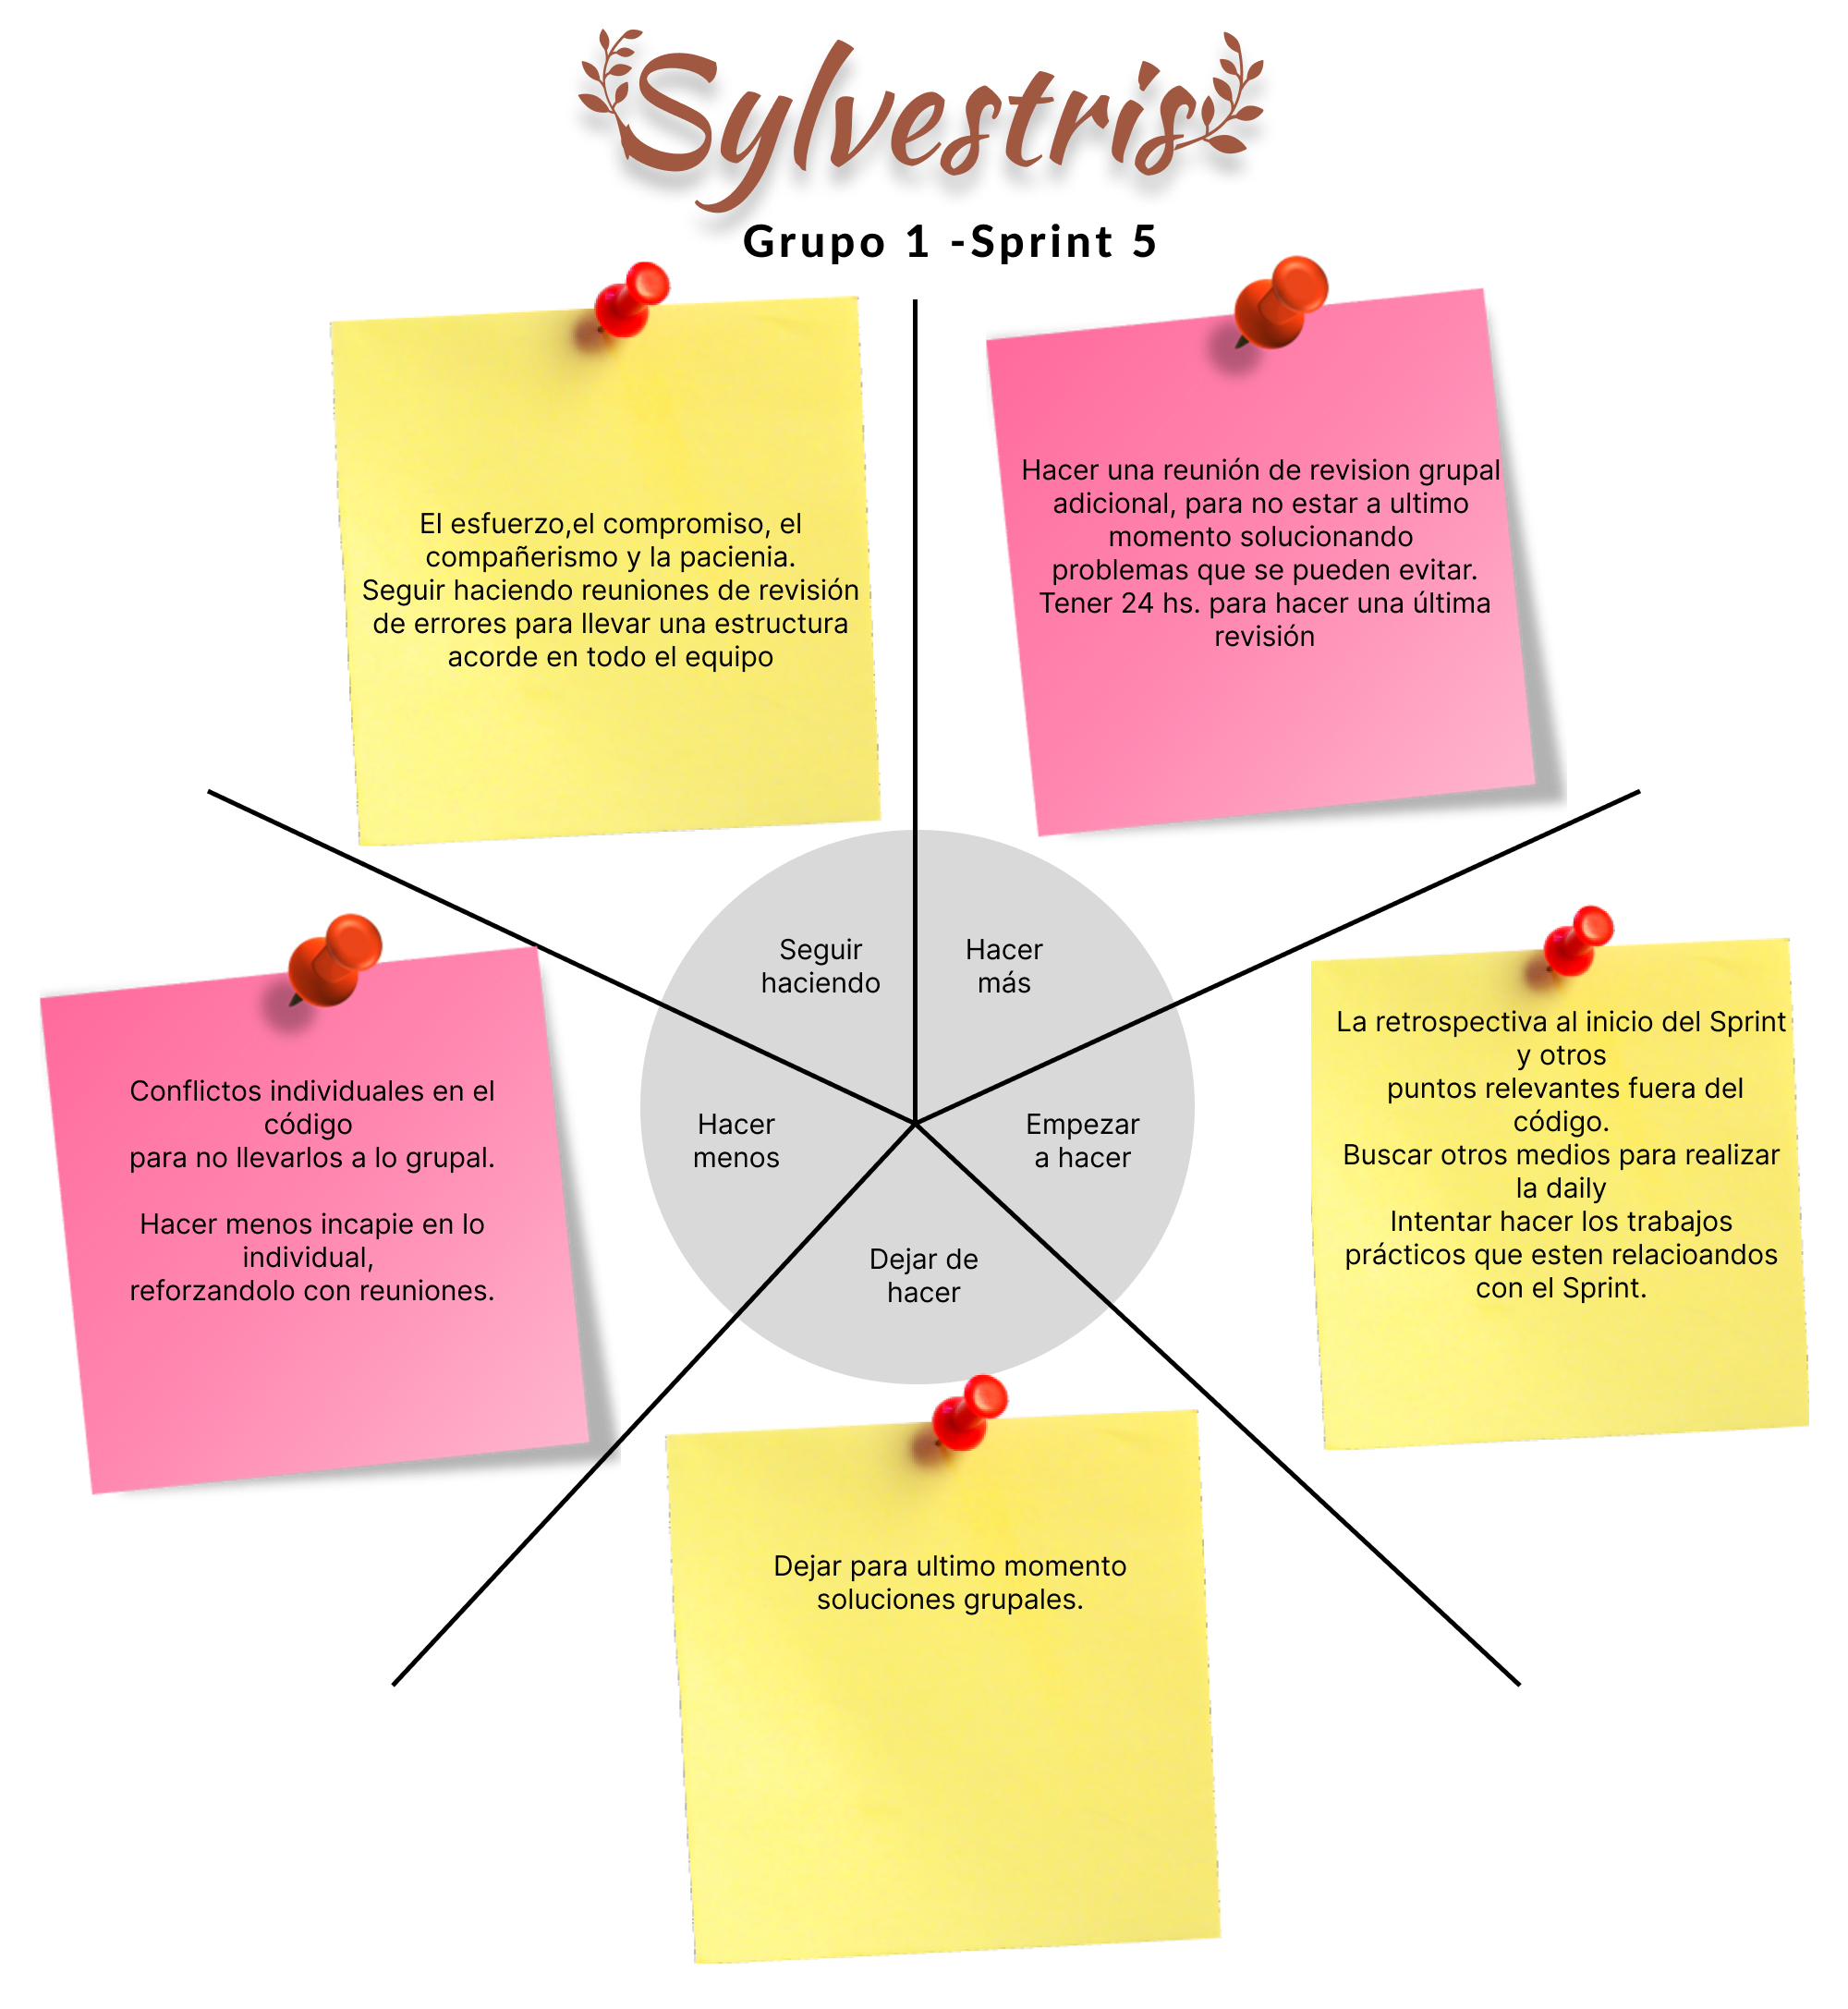 Sylvestris
Grupo 1 -Sprint 5
El esfuerzo,el compromiso, el
compañerismo y la pacienia.
Seguir haciendo reuniones de revisión
de errores para llevar una estructura
acorde en todo el equipo
Hacer una reunión de revision grupal
adicional, para no estar a ultimo
momento solucionando
problemas que se pueden evitar.
Tener 24 hs. para hacer una última
revisión
Seguir
haciendo
Hacer
más
Hacer
menos
Empezar
a hacer
Dejar de
hacer
Conflictos individuales en el
código
para no llevarlos a lo grupal.
Hacer menos incapie en lo
individual,
reforzandolo con reuniones.
La retrospectiva al inicio del Sprint
y otros
puntos relevantes fuera del
código.
Buscar otros medios para realizar
la daily
Intentar hacer los trabajos
prácticos que esten relacioandos
con el Sprint.
Dejar para ultimo momento
soluciones grupales.